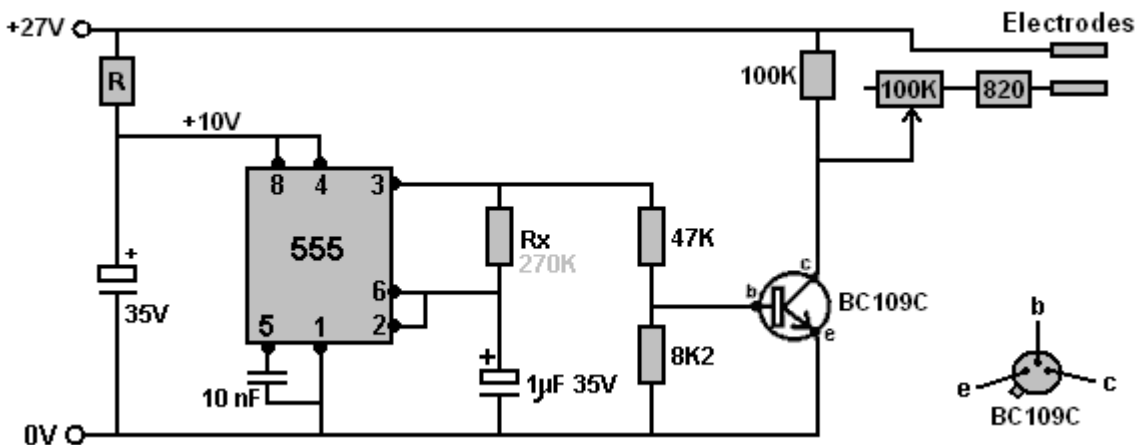 +27V
Electrodes
R
100K
100K
820
+10V
8
4
3
555
Rx
270K
47K
6
2
5
1
+
35V
10 nF
+
1µF 35V
8K2
c
b
e
BC109C
b
e
c
BC109C
0V